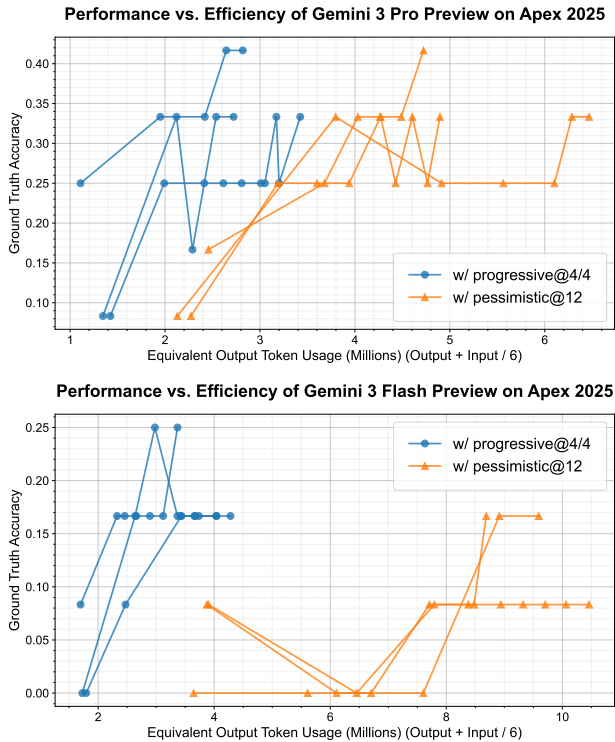 Performance vs. Efficiency of Gemini 3 Pro Preview on Apex 2025
Ground Truth Accuracy
0.40
0.35
0.30
0.25
0.20
0.15
0.10
w/ progressive@4/4
w/ pessimistic@12
1 2 3 4 5 6
Equivalent Output Token Usage (Millions) (Output + Input / 6)
Performance vs. Efficiency of Gemini 3 Flash Preview on Apex 2025
Ground Truth Accuracy
0.25
0.20
0.15
0.10
0.05
0.00
w/ progressive@4/4
w/ pessimistic@12
2 4 6 8 10
Equivalent Output Token Usage (Millions) (Output + Input / 6)